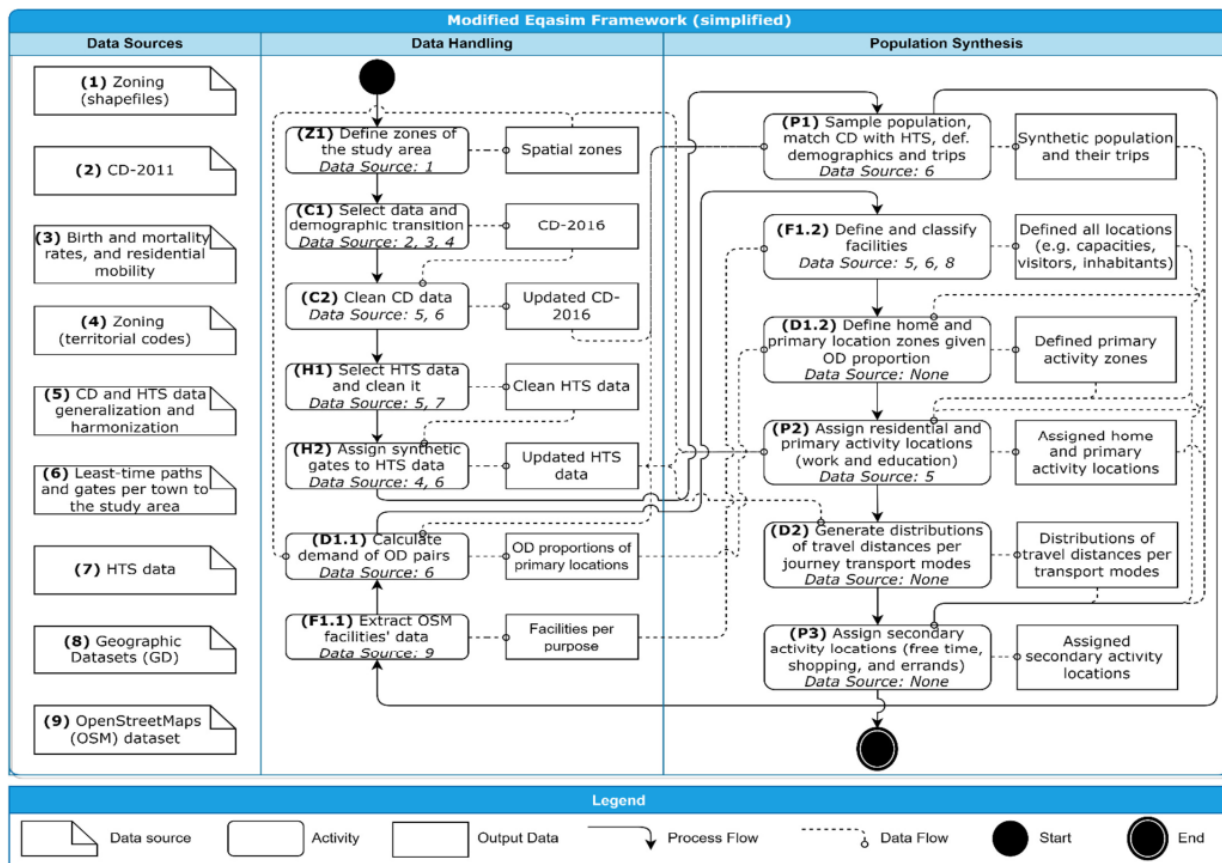 Modified Eqasim Framework (simplified)
Data Sources
Data Handling
Population Synthesis
(1) Zoning
(shapefiles)
(2) CD-2011
(3) Birth and mortality
rates, and residential
mobility
(4) Zoning
(territorial codes)
(5) CD and HTS data
generalization and
harmonization
(6) Least-time paths
and gates per town to
the study area
(7) HTS data
(8) Geographic
Datasets (GD)
(9) OpenStreetMaps
(OSM) dataset
(Z1) Define zones of
the study area
Data Source: 1
Spatial zones
(C1) Select data and
demographic transition
Data Source: 2, 3, 4
CD-2016
(C2) Clean CD data
Data Source: 5, 6
Updated CD-
2016
(H1) Select HTS data
and clean it
Data Source: 5, 7
Clean HTS data
(H2) Assign synthetic
gates to HTS data
Data Source: 4, 6
Updated HTS
data
(D1.1) Calculate
demand of OD pairs
Data Source: 6
OD proportions of
primary locations
(F1.1) Extract OSM
facilities' data
Data Source: 9
Facilities per
purpose
(P1) Sample population,
match CD with HTS, def.
demographics and trips
Data Source: 6
Synthetic population
and their trips
(F1.2) Define and classify
facilities
Data Source: 5, 6, 8
Defined all locations
(e.g. capacities,
visitors, inhabitants)
(D1.2) Define home and
primary location zones given
OD proportion
Data Source: None
Defined primary
activity zones
(P2) Assign residential and
primary activity locations
(work and education)
Data Source: 5
Assigned home
and primary
activity locations
(D2) Generate distributions
of travel distances per
journey transport modes
Data Source: None
Distributions of
travel distances per
transport modes
(P3) Assign secondary
activity locations (free time,
shopping, and errands)
Data Source: None
Assigned
secondary activity
locations
Legend
Data source
Activity
Output Data
Process Flow
Data Flow
Start
End